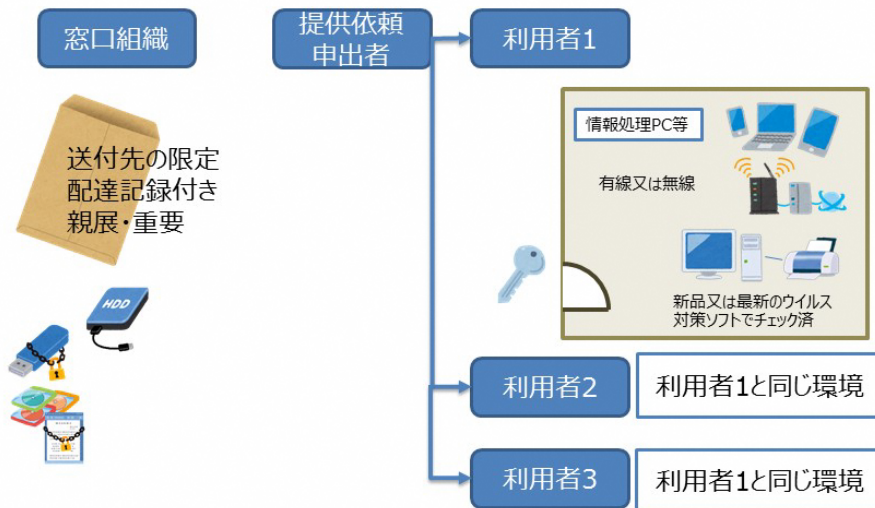 窓口組織
提供依頼
申出者
利用者1
送付先の限定
配達記録付き
親展・重要
HDD
情報処理PC等
有線又は無線
新品又は最新のウイルス
対策ソフトでチェック済
利用者2
利用者1と同じ環境
利用者3
利用者1と同じ環境